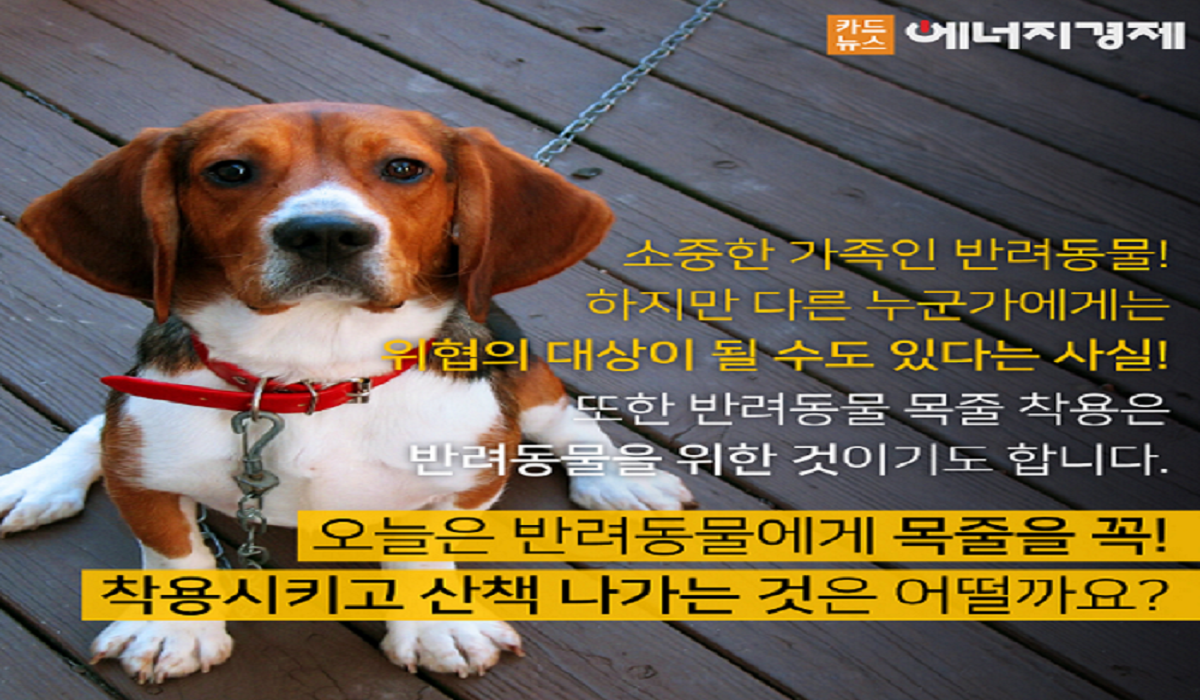 카드
뉴스
에너지경제
소중한 가족인 반려동물!
하지만 다른 누군가에게는
위협의 대상이 될 수도 있다는 사실!
또한 반려동물 목줄 착용은
반려동물을 위한 것이기도 합니다.
오늘은 반려동물에게 목줄을 꼭!
착용시키고 산책 나가는 것은 어떨까요?